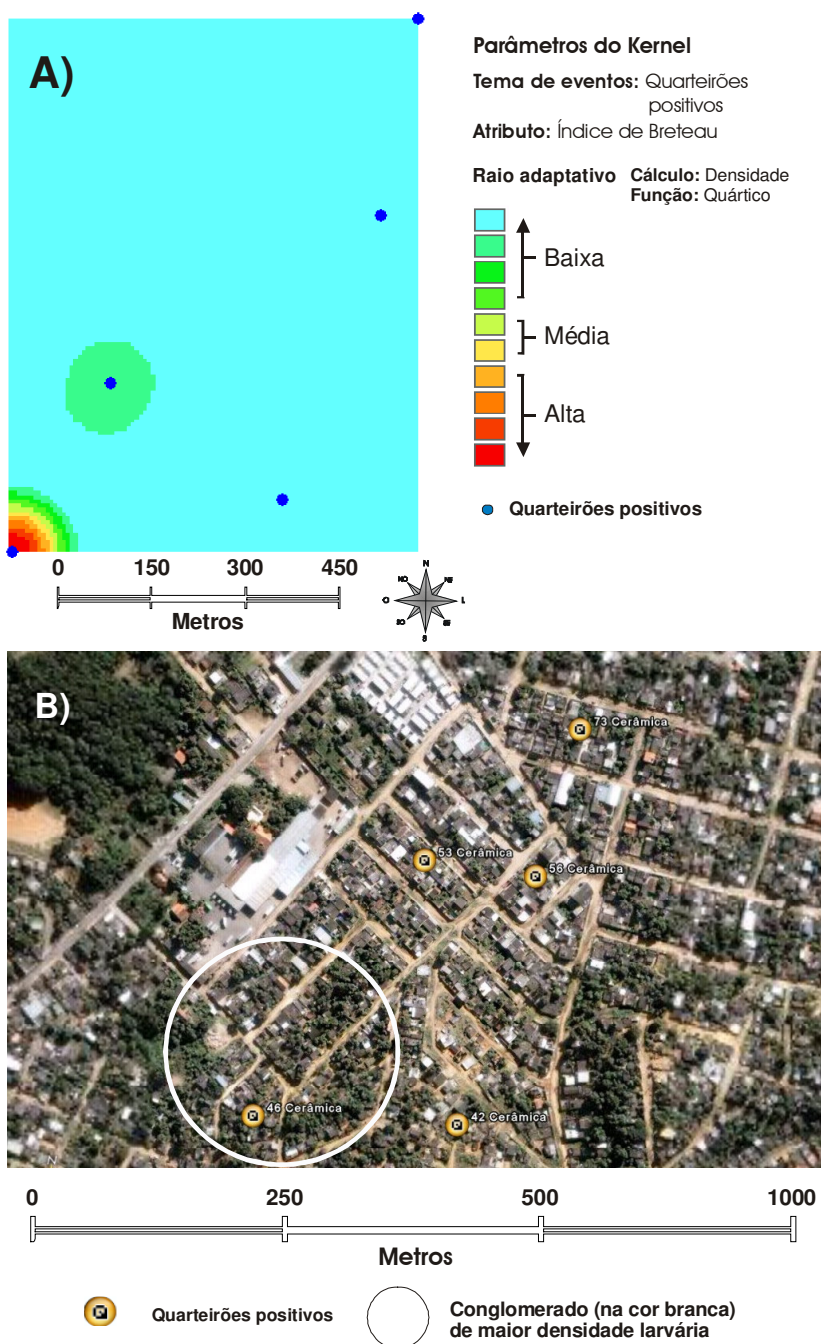 A)
Parâmetros do Kernel
Tema de eventos: Quarteirões
positivos
Atributo: Índice de Breteau
Raio adaptativo
Cálculo: Densidade
Função: Quártico
Baixa
Média
Alta
Quarteirões positivos
0 150 300 450
Metros
N
S
B)
73 Cerâmica
53 Cerâmica
56 Cerâmica
46 Cerâmica
42 Cerâmica
0 250 500 1000
Metros
Quarteirões positivos
Conglomerado (na cor branca)
de maior densidade larvária